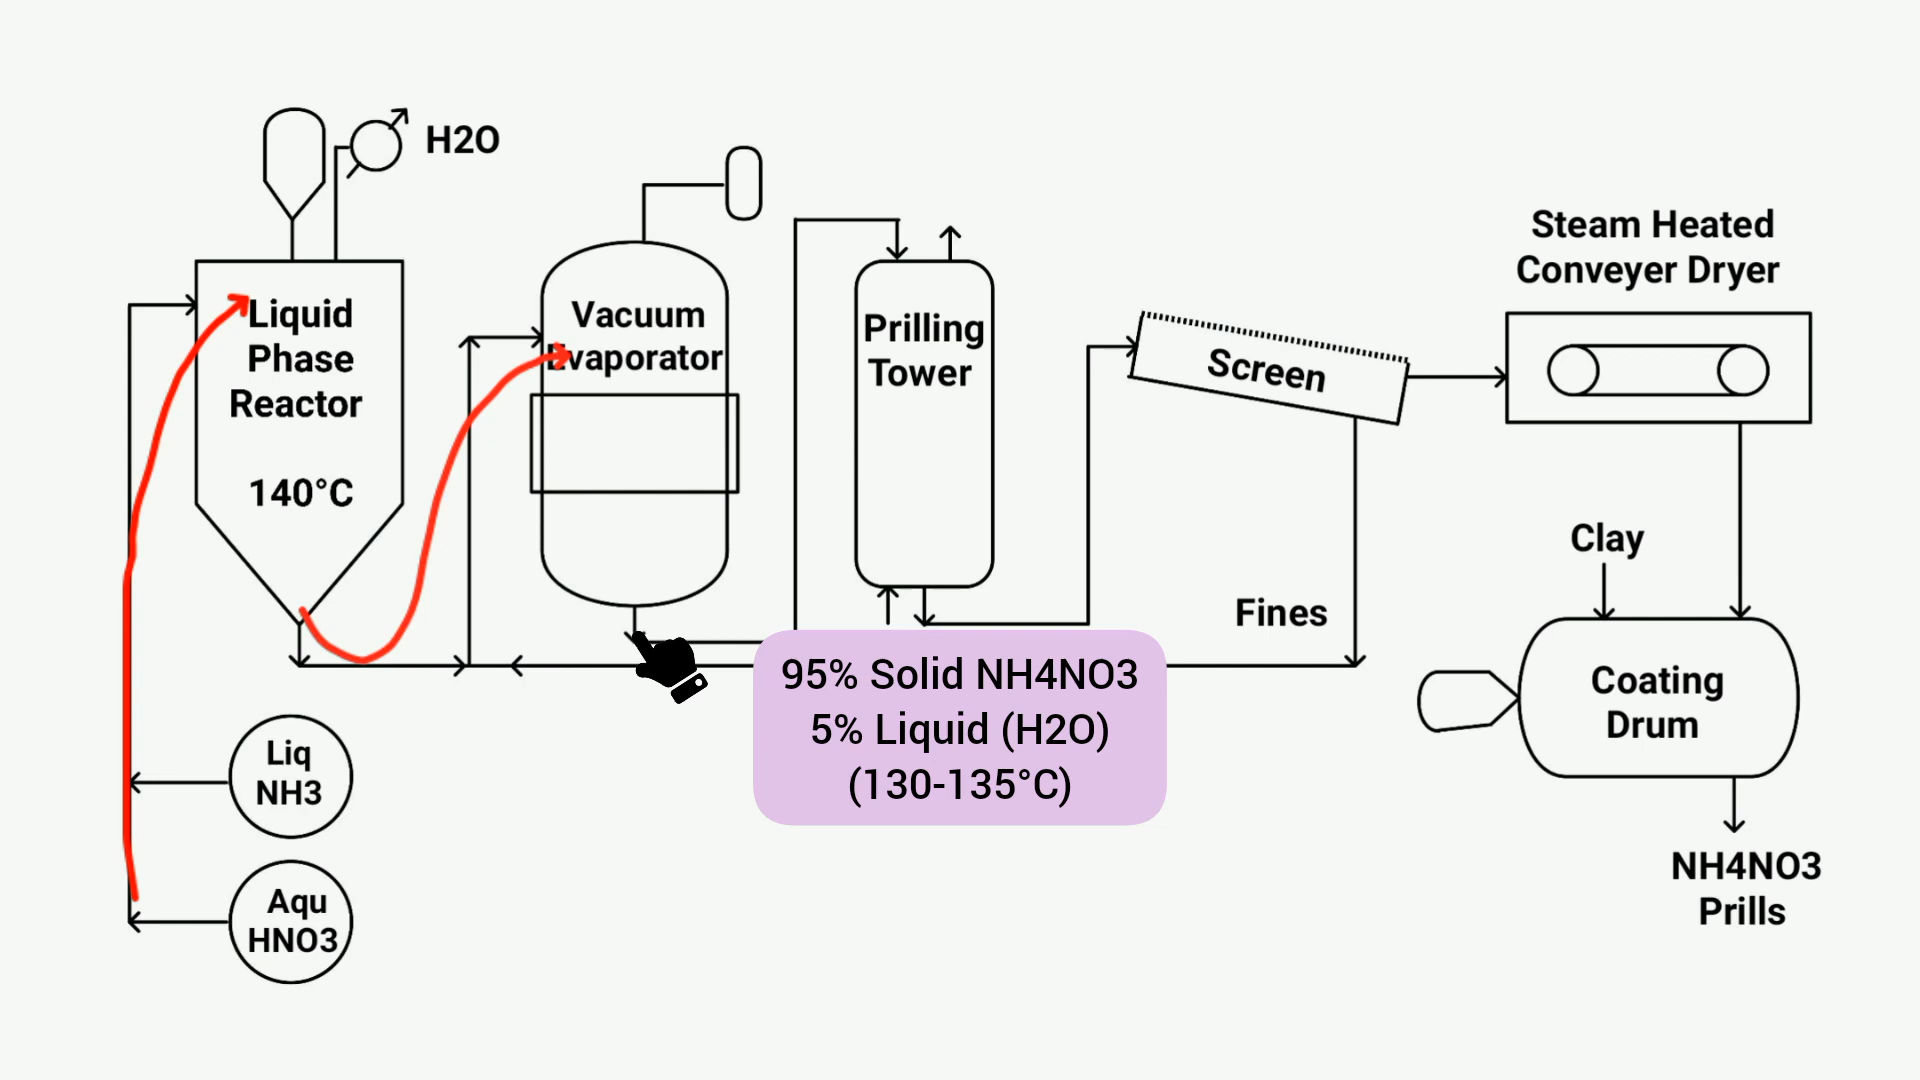 H2O
Liquid
Phase
Reactor
140°C
Vacuum
Evaporator
Prilling
Tower
Screen
Steam Heated
Conveyer Dryer
Fines
Clay
Coating
Drum
NH4NO3
Prills
95% Solid NH4NO3
5% Liquid (H2O)
(130-135°C)
Liq
NH3
Aqu
HNO3